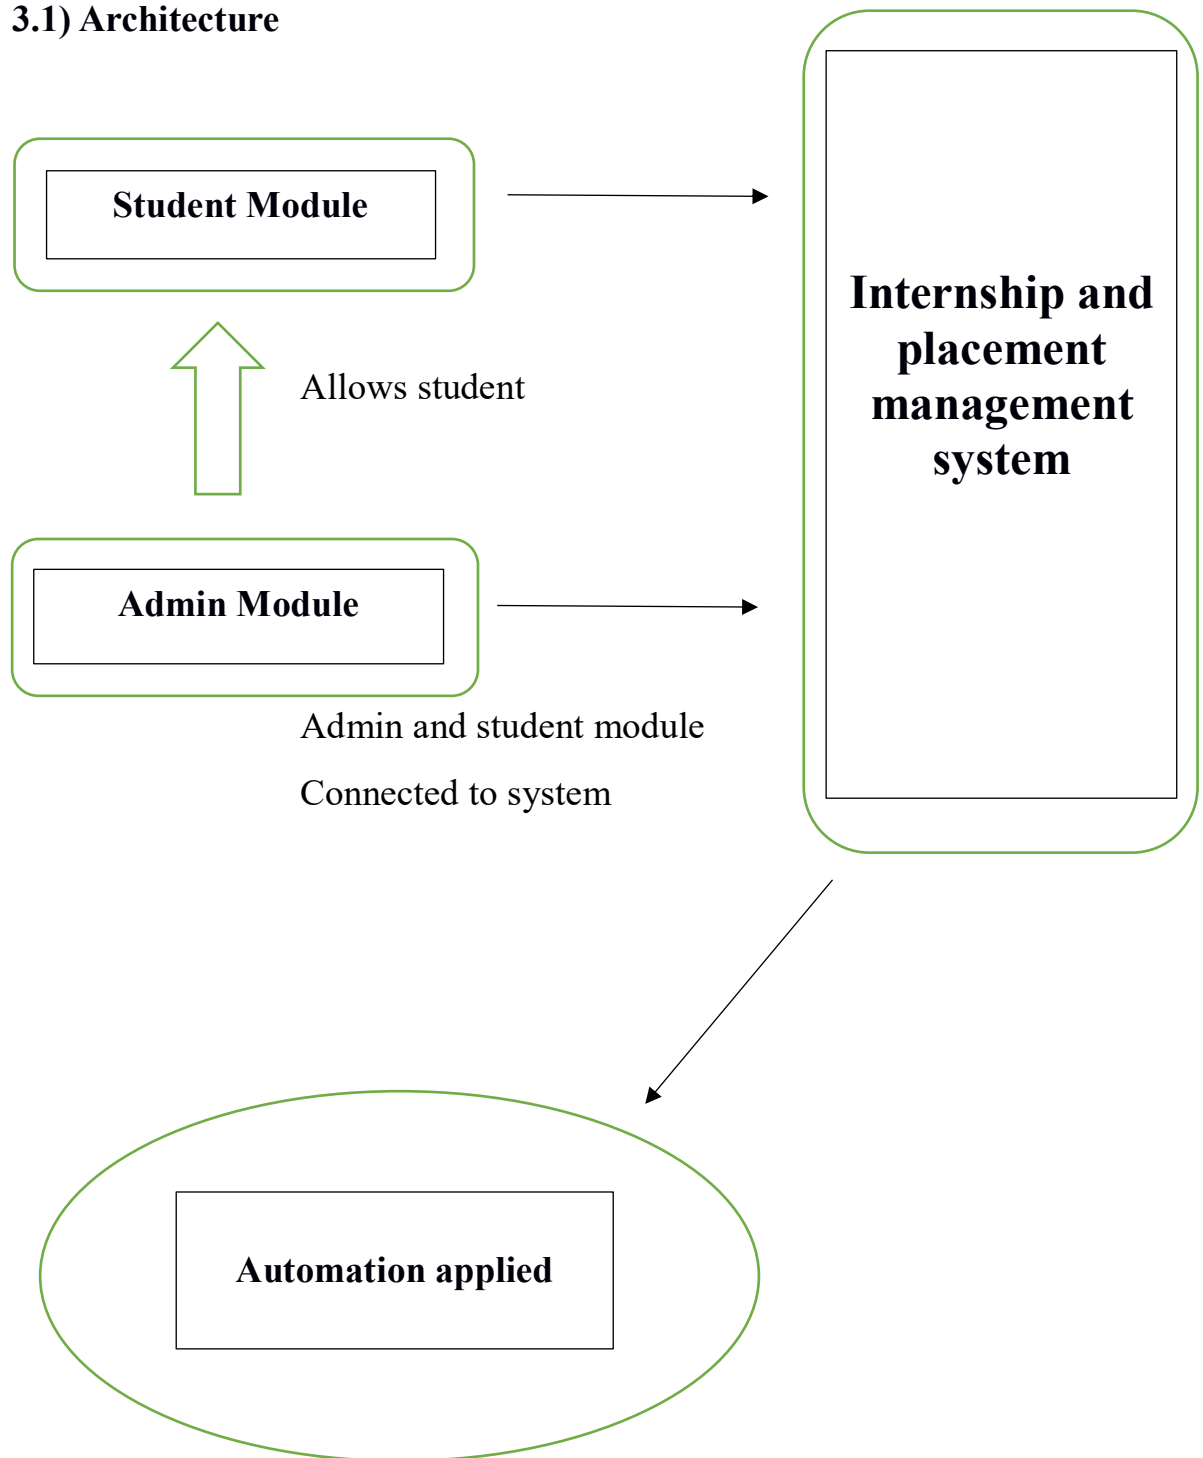 3.1) Architecture
Student Module
Allows student
Admin Module
Admin and student module
Connected to system
Internship and
placement
management
system
Automation applied